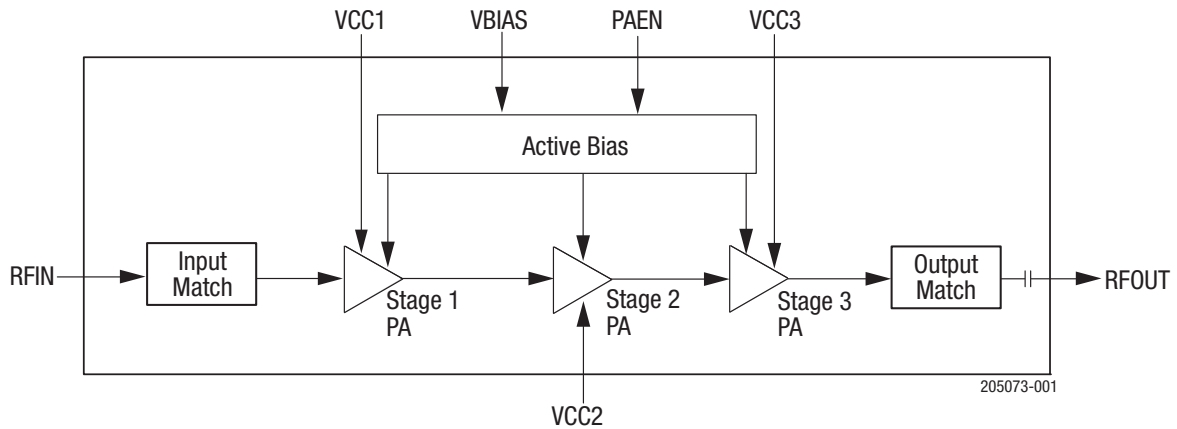 VCC1
VBIAS
PAEN
VCC3
Active Bias
RFIN
Input
Match
Stage 1
PA
Stage 2
PA
Stage 3
PA
Output
Match
RFOUT
205073-001
VCC2